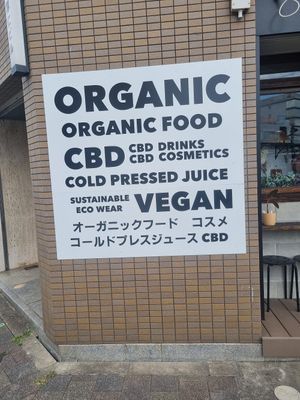 ORGANIC
ORGANIC FOOD
CBD CBD DRINKS
CBD COSMETICS
COLD PRESSED JUICE
SUSTAINABLE
ECO WEAR VEGAN
オーガニックフード コスメ
コールドプレスジュース CBD